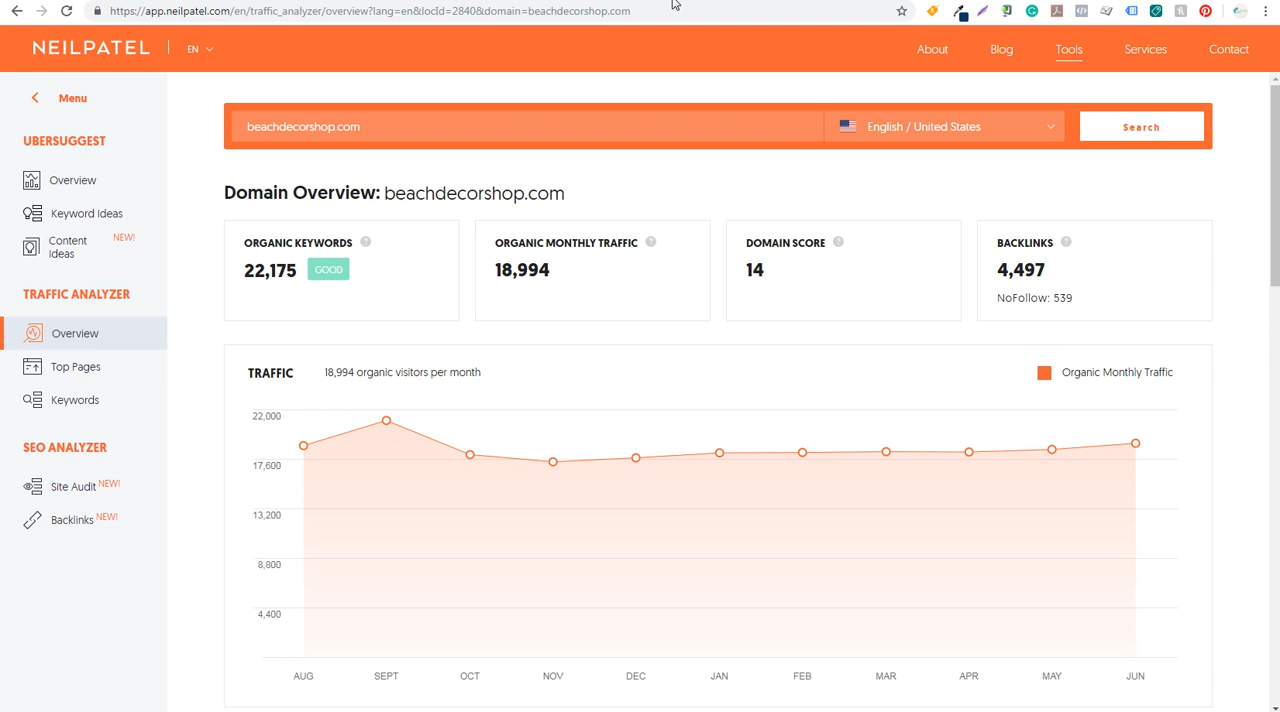 https://app.neilpatel.com/en/traffic_analyzer/overview?lang=en&locId=2840&domain=beachdecorshop.com
NEILPATEL
EN
About
Blog
Tools
Services
Contact
Menu
UBERSUGGEST
Overview
Keyword Ideas
Content Ideas NEW!
TRAFFIC ANALYZER
Overview
Top Pages
Keywords
SEO ANALYZER
Site Audit NEW!
Backlinks NEW!
beachdecorshop.com
English / United States
Search
Domain Overview: beachdecorshop.com
ORGANIC KEYWORDS ?
22,175 GOOD
ORGANIC MONTHLY TRAFFIC ?
18,994
DOMAIN SCORE ?
14
BACKLINKS ?
4,497
NoFollow: 539
TRAFFIC 18,994 organic visitors per month
Organic Monthly Traffic
22,000
17,600
13,200
8,800
4,400
AUG SEPT OCT NOV DEC JAN FEB MAR APR MAY JUN